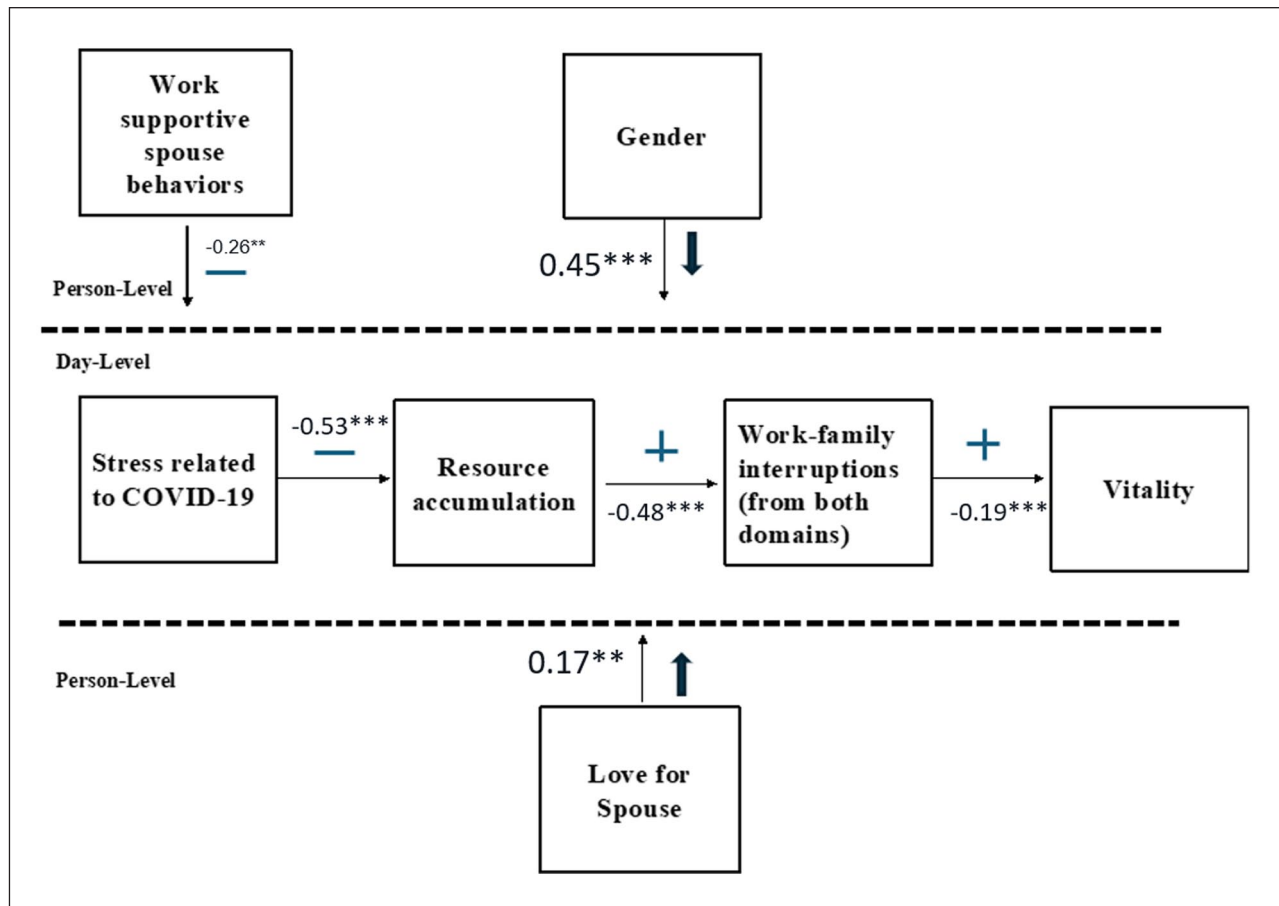 Work
supportive
spouse
behaviors
Gender
-0.26**
0.45***
Person-Level
Day-Level
Stress related
to COVID-19
-0.53***
Resource
accumulation
-0.48***
Work-family
interruptions
(from both
domains)
-0.19***
Vitality
Person-Level
0.17**
Love for
Spouse